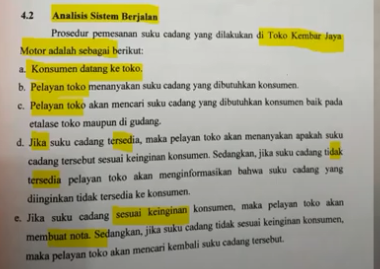 4.2 Analisis Sistem Berjalan
Prosedur pemesanan suku cadang yang dilakukan di Toko Kembar Jaya
Motor adalah sebagai berikut:
a. Konsumen datang ke toko.
b. Pelayan toko menanyakan suku cadang yang dibutuhkan konsumen.
c. Pelayan toko akan mencari suku cadang yang dibutuhkan konsumen baik pada
etalase toko maupun di gudang.
d. Jika suku cadang tersedia, maka pelayan toko akan menanyakan apakah suku
cadang tersebut sesuai keinginan konsumen. Sedangkan, jika suku cadang tidak
tersedia pelayan toko akan menginformasikan bahwa suku cadang yang
diinginkan tidak tersedia ke konsumen.
e. Jika suku cadang sesuai keinginan konsumen, maka pelayan toko akan
membuat nota. Sedangkan, jika suku cadang tidak sesuai keinginan konsumen,
maka pelayan toko akan mencari kembali suku cadang tersebut.